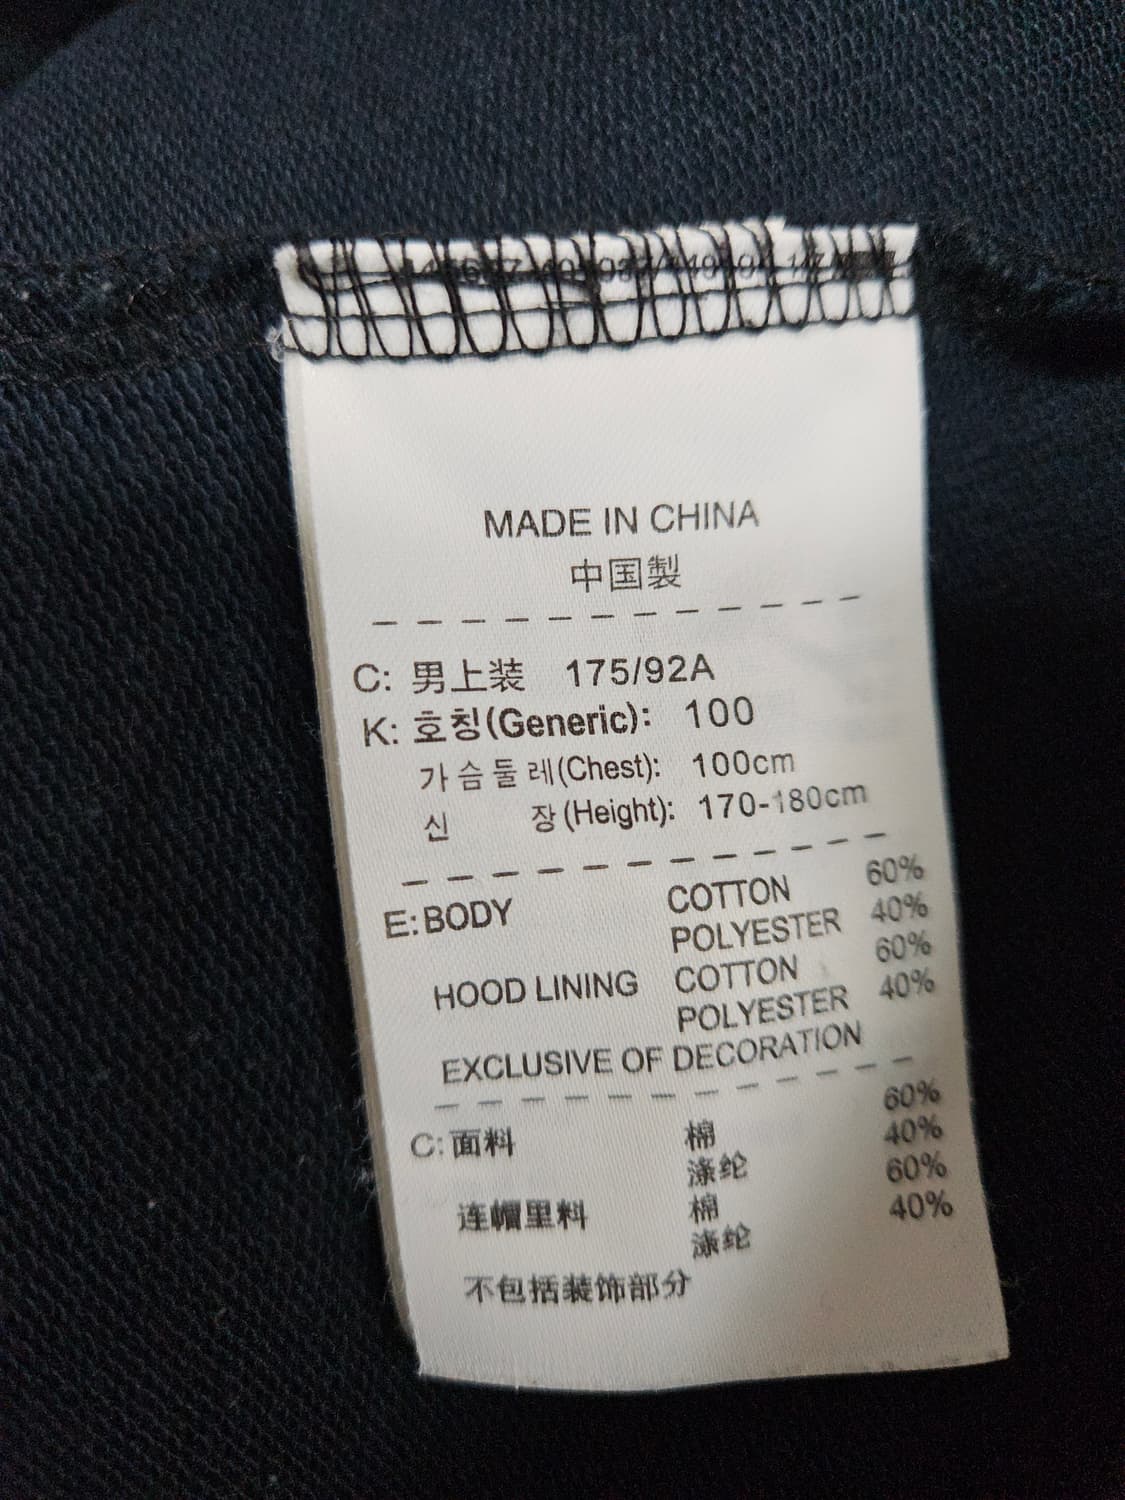 MADE IN CHINA
中国製
C: 男上装 175/92A
K: 호칭(Generic): 100
가슴둘레(Chest): 100cm
신 장(Height): 170-180cm
E: BODY COTTON 60%
POLYESTER 40%
HOOD LINING COTTON 60%
POLYESTER 40%
EXCLUSIVE OF DECORATION
C: 面料 棉 60%
涤纶 40%
连帽里料 棉 60%
涤纶 40%
不包括装饰部分